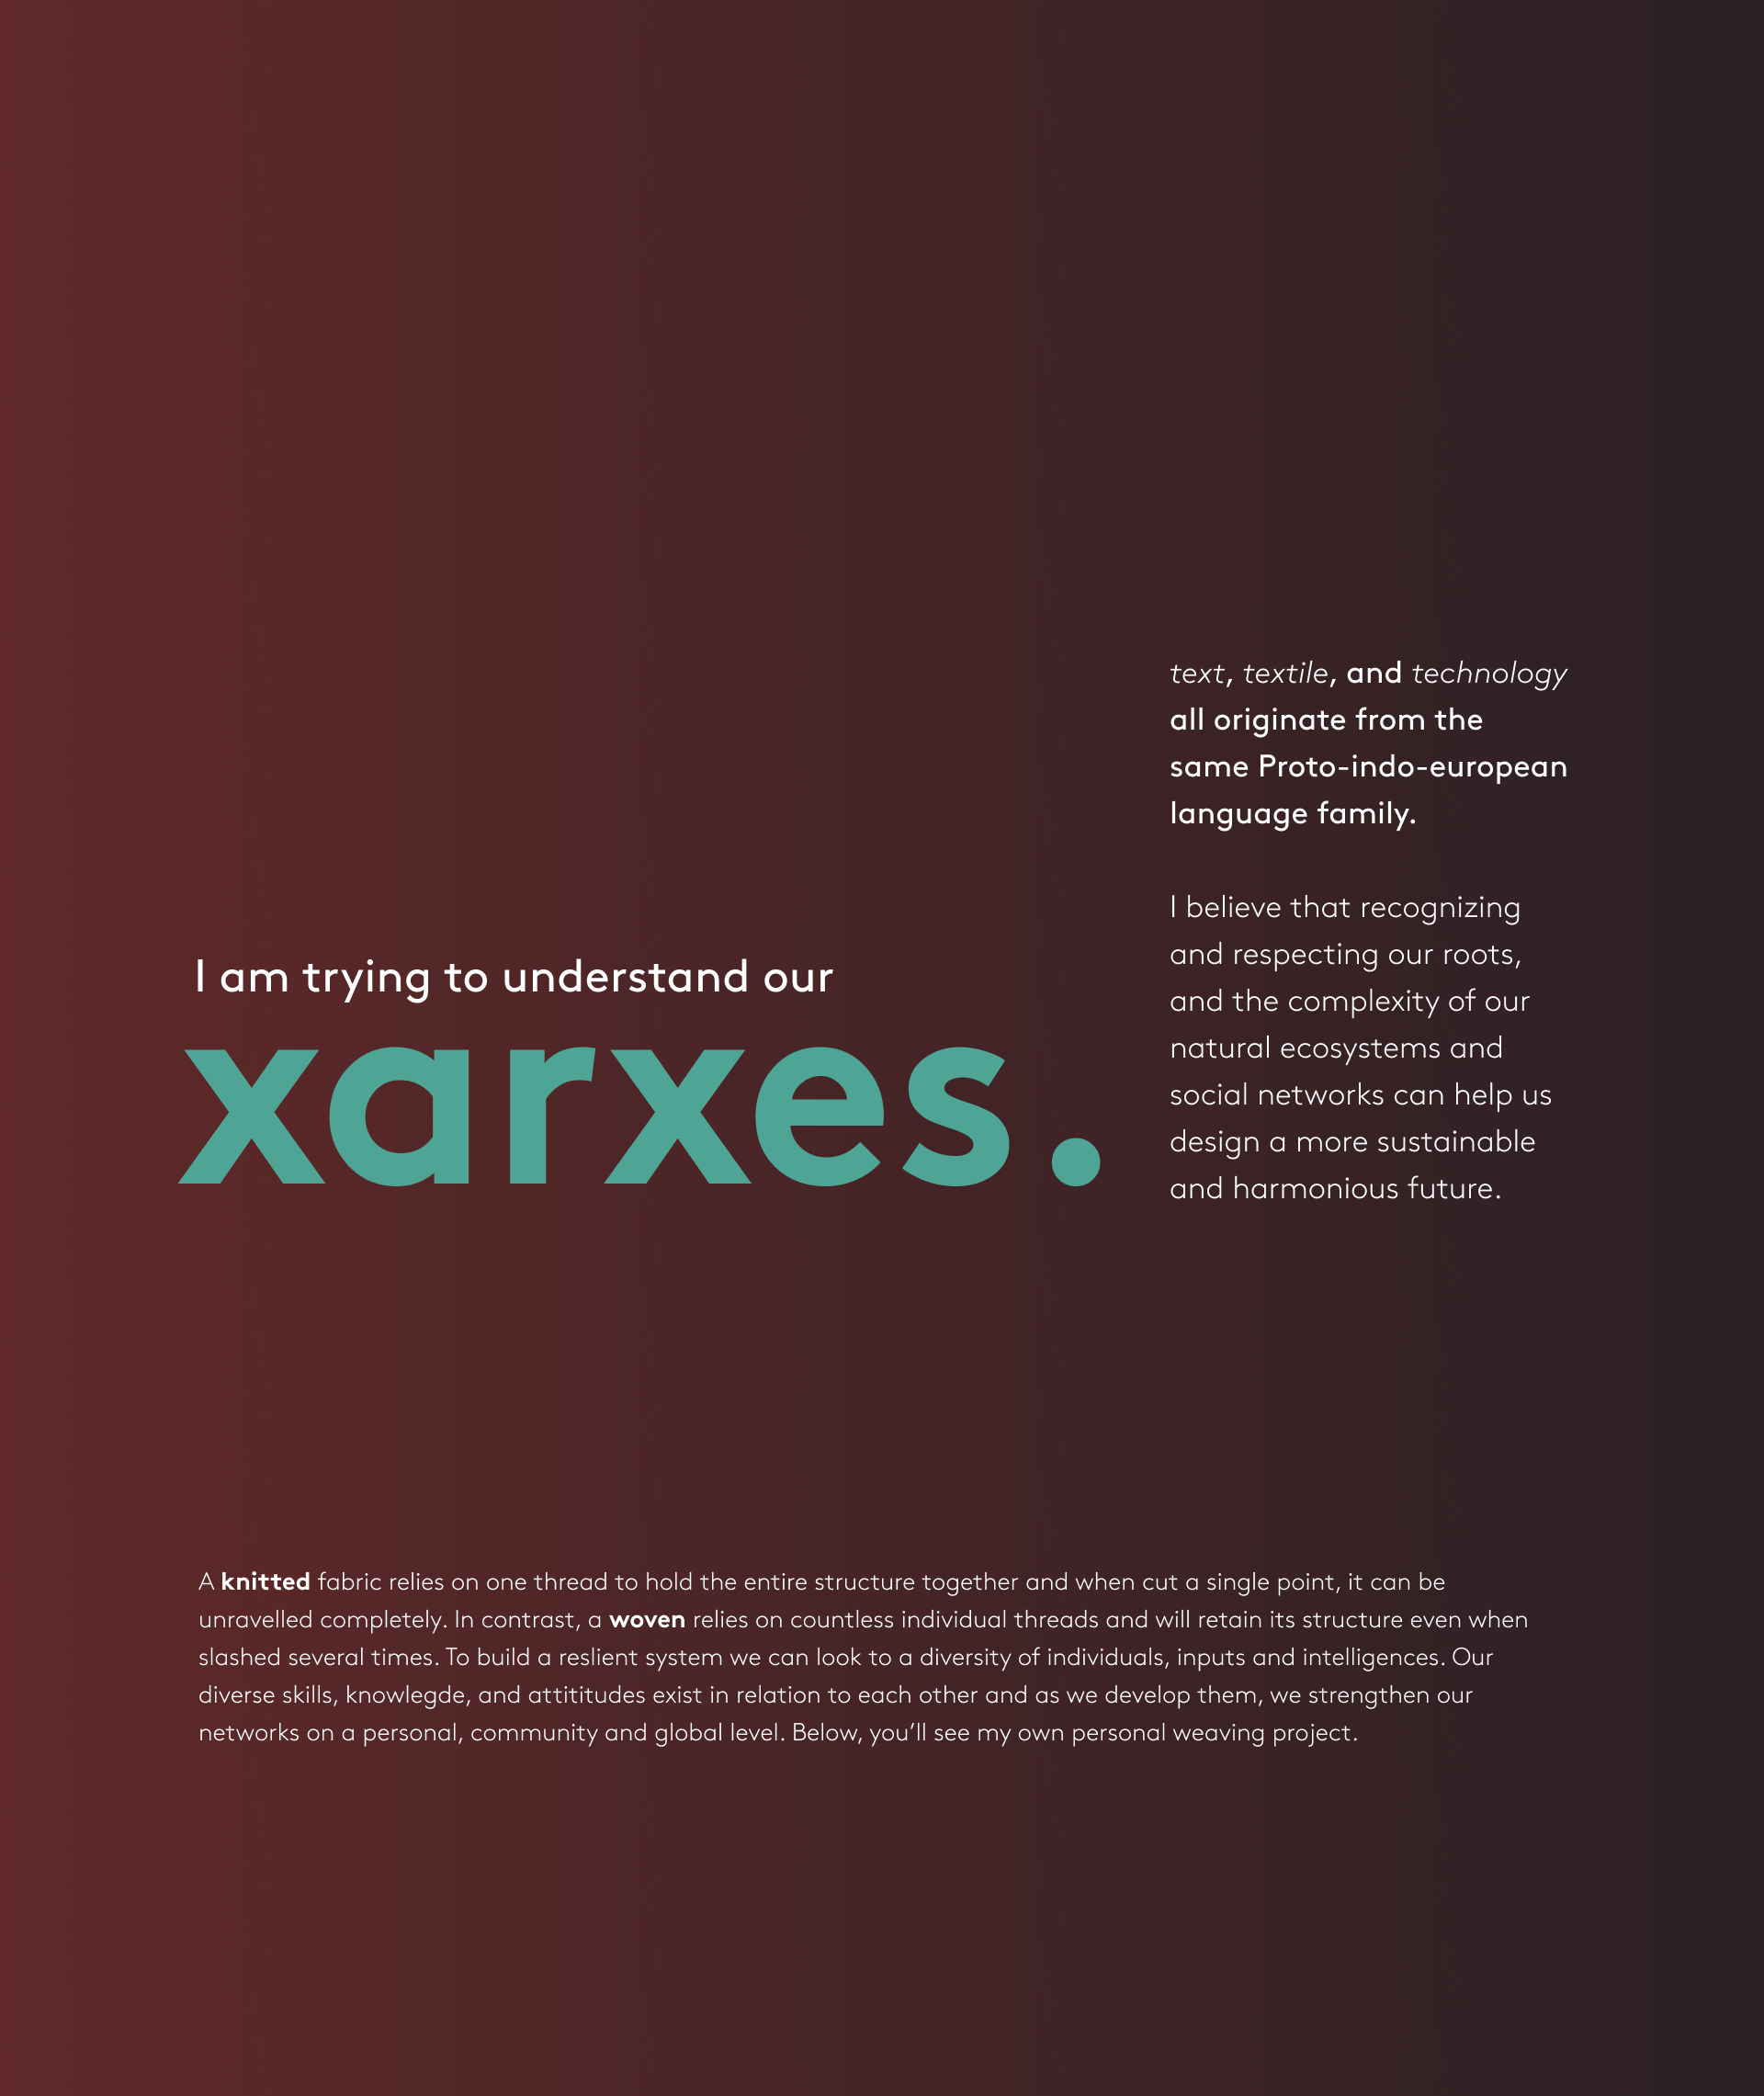 I am trying to understand our
xarxes.
text, textile, and technology
all originate from the
same Proto-indo-european
language family.
I believe that recognizing
and respecting our roots,
and the complexity of our
natural ecosystems and
social networks can help us
design a more sustainable
and harmonious future.
A knitted fabric relies on one thread to hold the entire structure together and when cut a single point, it can be
unravelled completely. In contrast, a woven relies on countless individual threads and will retain its structure even when
slashed several times. To build a reslient system we can look to a diversity of individuals, inputs and intelligences. Our
diverse skills, knowlegde, and attititudes exist in relation to each other and as we develop them, we strengthen our
networks on a personal, community and global level. Below, you’ll see my own personal weaving project.